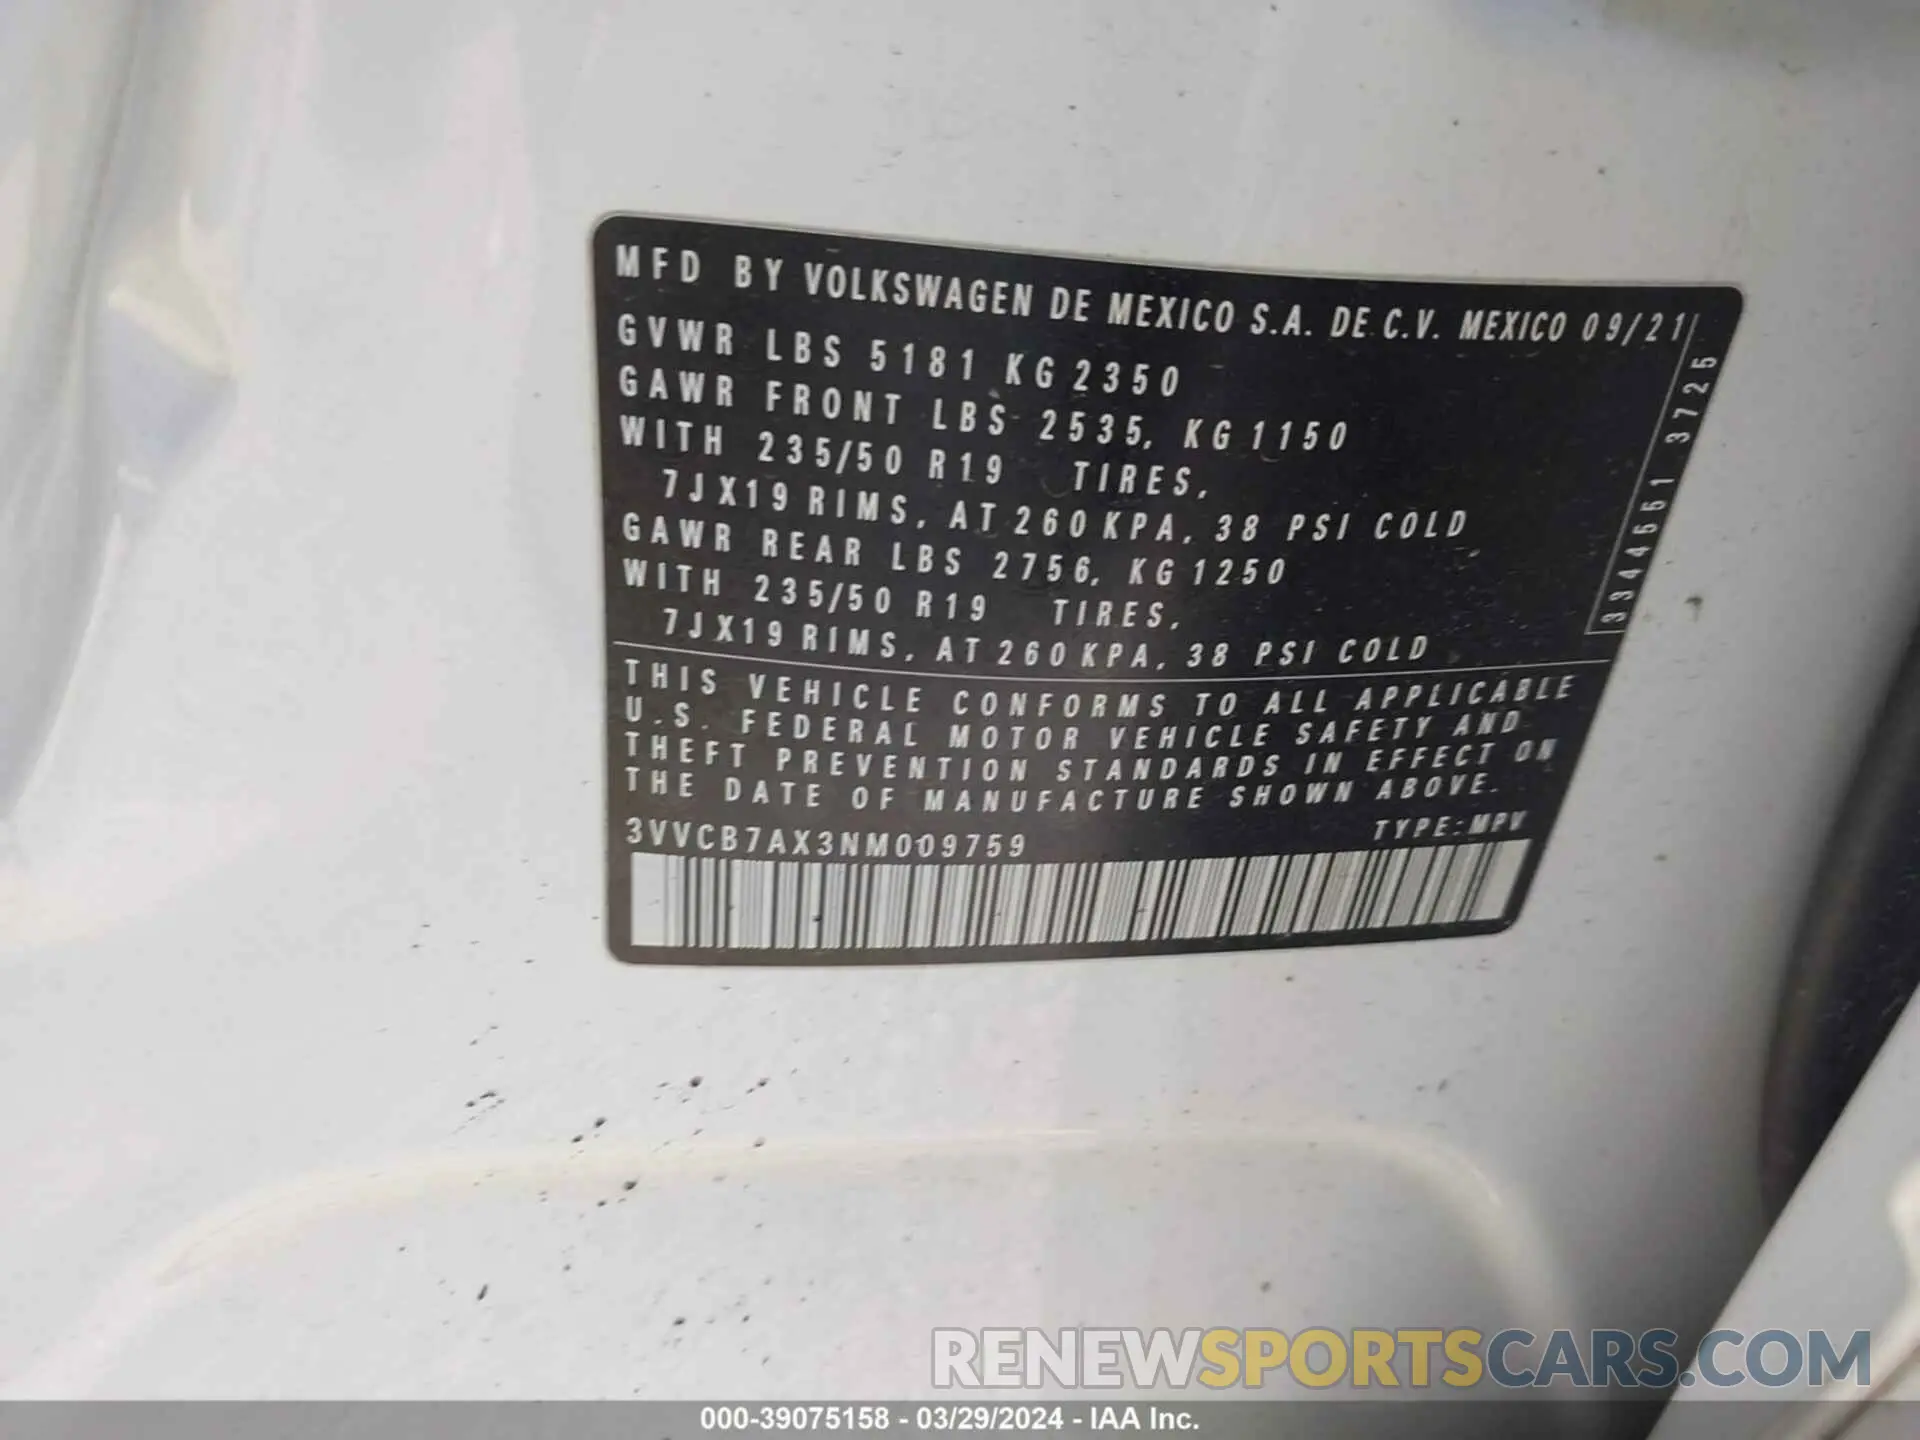 MFD BY VOLKSWAGEN DE MEXICO S.A. DE C.V. MEXICO 09/21
GVWR LBS 5181 KG 2350
GAWR FRONT LBS 2535, KG 1150
WITH 235/50 R19 TIRES,
7J X19 RIMS, AT 260 KPA, 38 PSI COLD
GAWR REAR LBS 2756, KG 1250
WITH 235/50 R19 TIRES,
7JX19 RIMS, AT 260 KPA, 38 PSI COLD
3344551 3725
THIS VEHICLE CONFORMS TO ALL APPLICABLE
U.S. FEDERAL MOTOR VEHICLE SAFETY AND
THEFT PREVENTION STANDARDS IN EFFECT ON
THE DATE OF MANUFACTURE SHOWN ABOVE.
3VVCB7AX3NM009759 TYPE:MPV
RENEWSPORTSCARS.COM
000-39075158 - 03/29/2024 - IAA Inc.